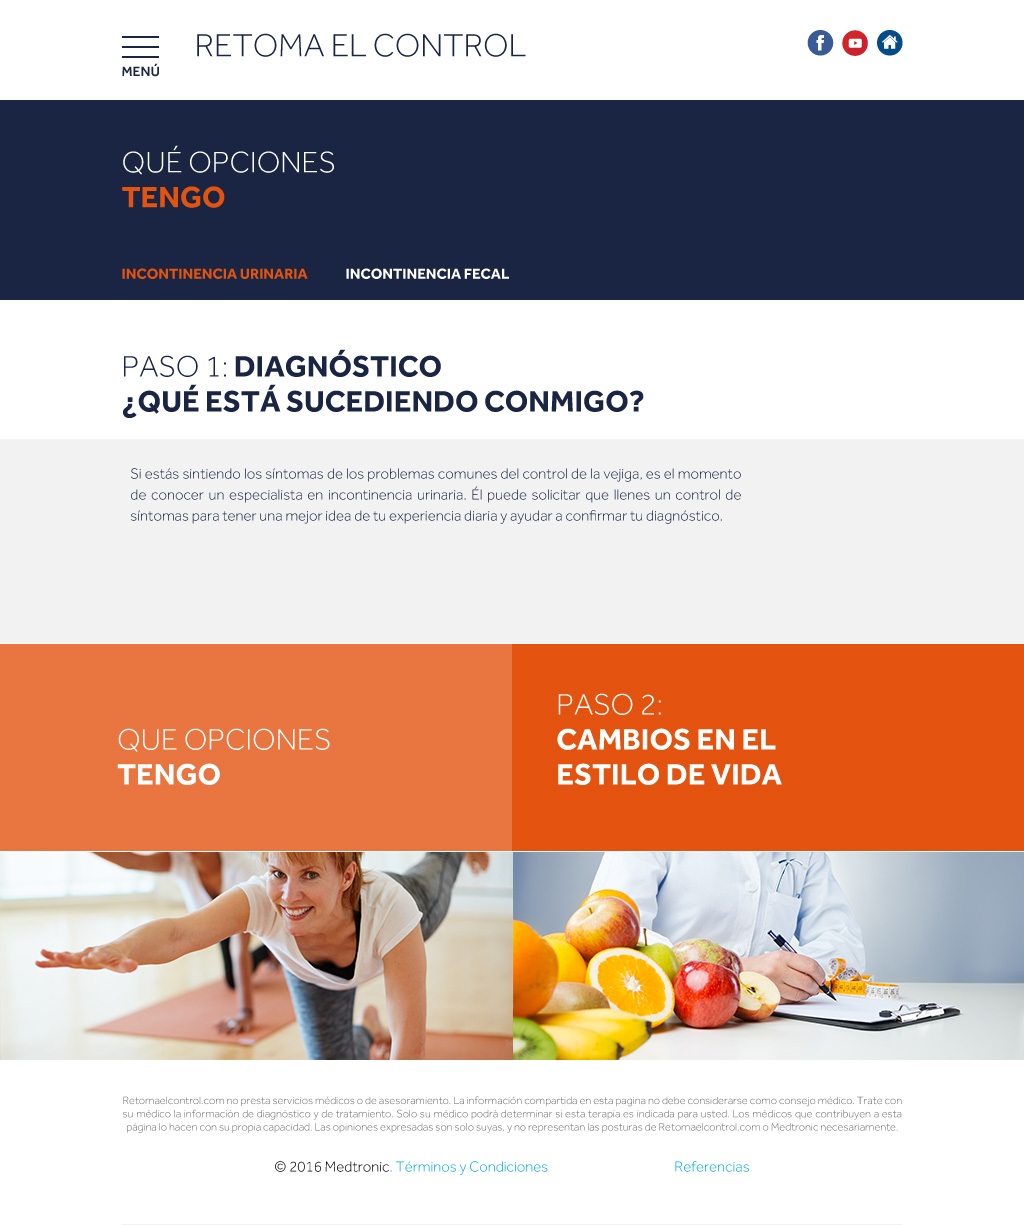 MENÚ
RETOMA EL CONTROL
QUÉ OPCIONES
TENGO
INCONTINENCIA URINARIA
INCONTINENCIA FECAL
PASO 1: DIAGNÓSTICO
¿QUÉ ESTÁ SUCEDIENDO CONMIGO?
Si estás sintiendo los síntomas de los problemas comunes del control de la vejiga, es el momento
de conocer un especialista en incontinencia urinaria. Él puede solicitar que llenes un control de
síntomas para tener una mejor idea de tu experiencia diaria y ayudar a confirmar tu diagnóstico.
QUE OPCIONES
TENGO
PASO 2:
CAMBIOS EN EL
ESTILO DE VIDA
Retomaelcontrol.com no presta servicios médicos o de asesoramiento. La información compartida en esta pagina no debe considerarse como consejo médico. Trate con
su médico la información de diagnóstico y de tratamiento. Solo su médico podrá determinar si esta terapia es indicada para usted. Los médicos que contribuyen a esta
página lo hacen con su propia capacidad. Las opiniones expresadas son solo suyas, y no representan las posturas de Retomaelcontrol.com o Medtronic necesariamente.
© 2016 Medtronic. Términos y Condiciones
Referencias